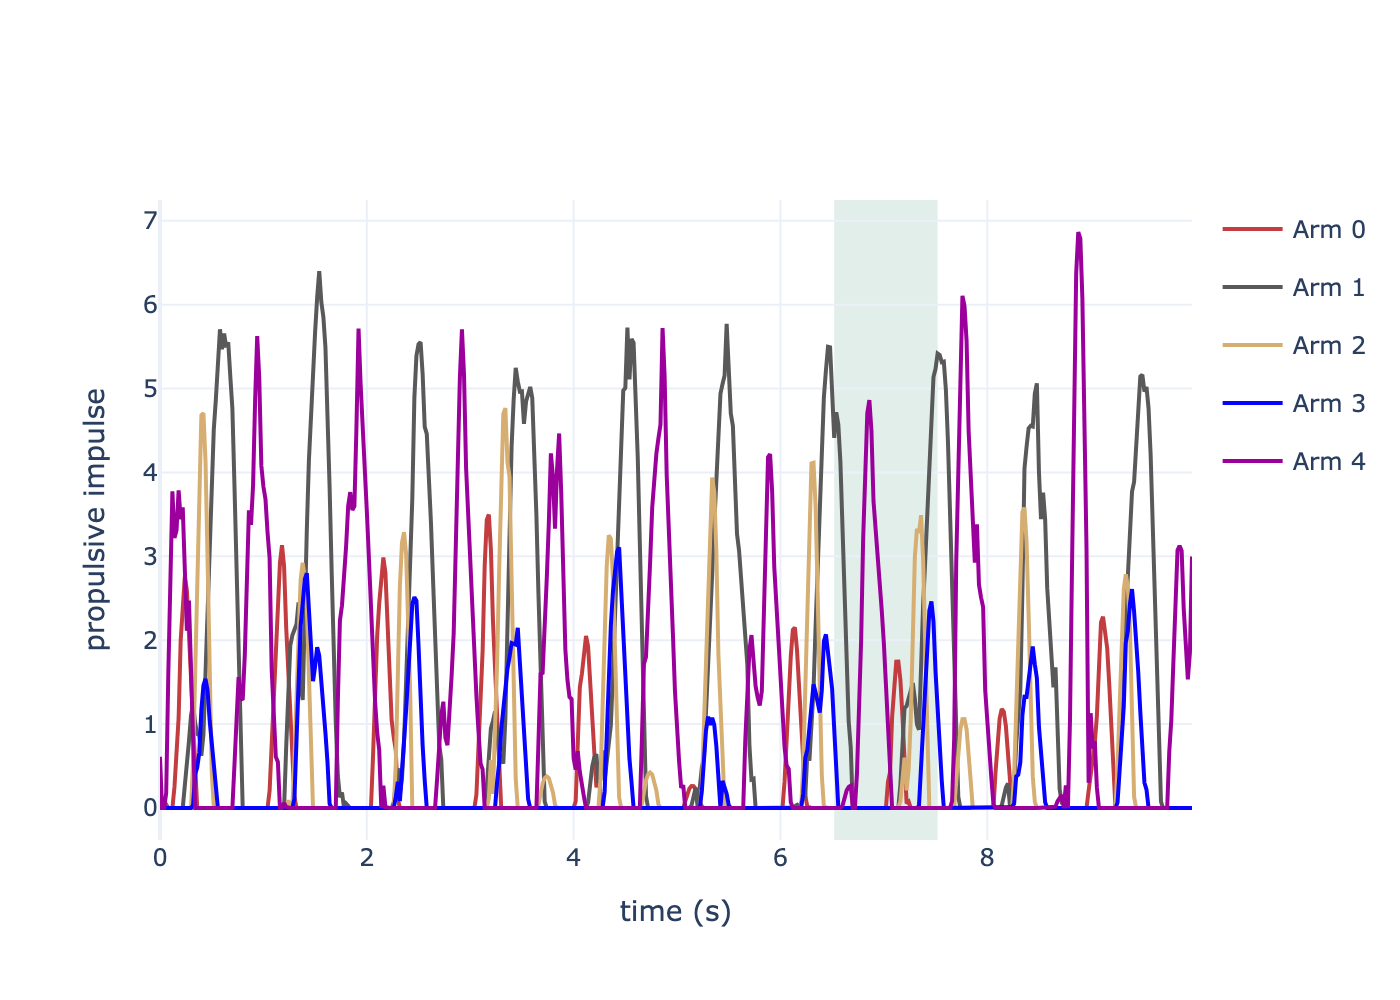 propulsive impulse
7
6
5
4
3
2
1
0
0 2 4 6 8
time (s)
Arm 0
Arm 1
Arm 2
Arm 3
Arm 4